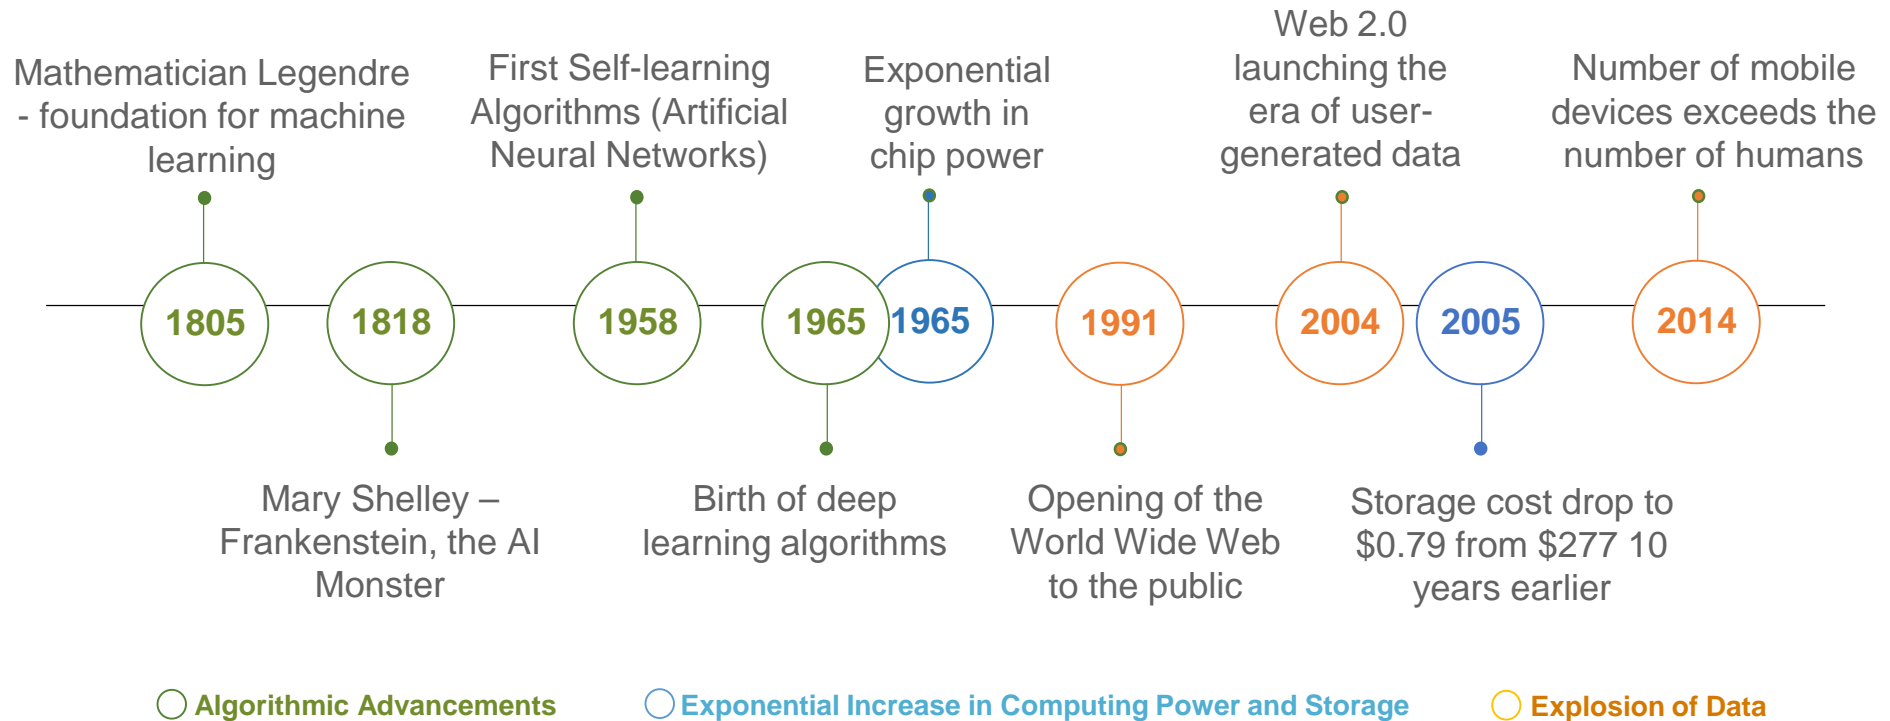 Mathematician Legendre
- foundation for machine
learning
First Self-learning
Algorithms (Artificial
Neural Networks)
Exponential
growth in
chip power
Web 2.0
launching the
era of user-
generated data
Number of mobile
devices exceeds the
number of humans
1805
1818
1958
1965
1965
1991
2004
2005
2014
Mary Shelley –
Frankenstein, the AI
Monster
Birth of deep
learning algorithms
Opening of the
World Wide Web
to the public
Storage cost drop to
$0.79 from $277 10
years earlier
Algorithmic Advancements
Exponential Increase in Computing Power and Storage
Explosion of Data